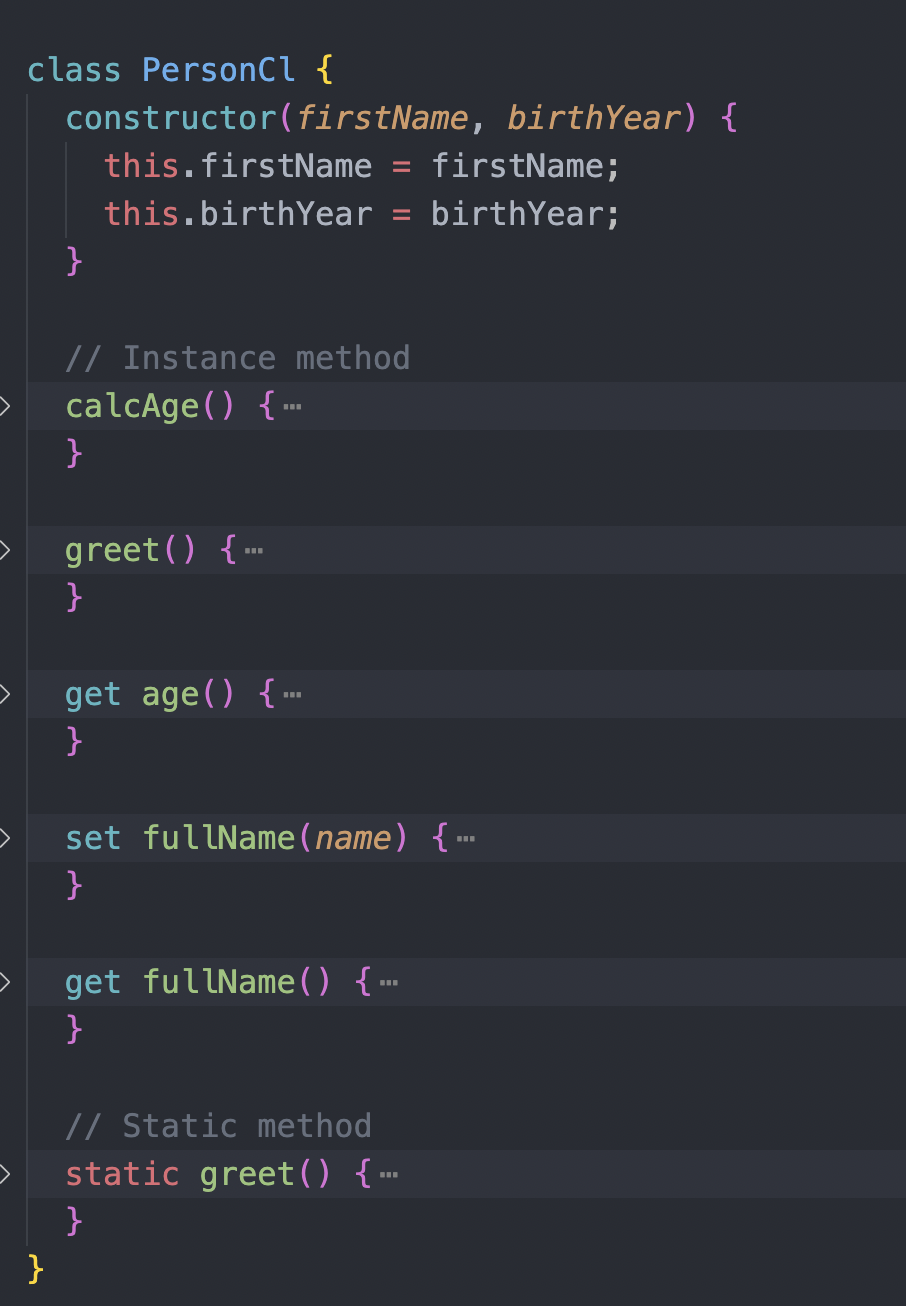 class PersonCl {
constructor(firstName, birthYear) {
this.firstName = firstName;
this.birthYear = birthYear;
}
// Instance method
calcAge() { ⋯
}
greet() { ⋯
}
get age() { ⋯
}
set fullName(name) { ⋯
}
get fullName() { ⋯
}
// Static method
static greet() { ⋯
}
}